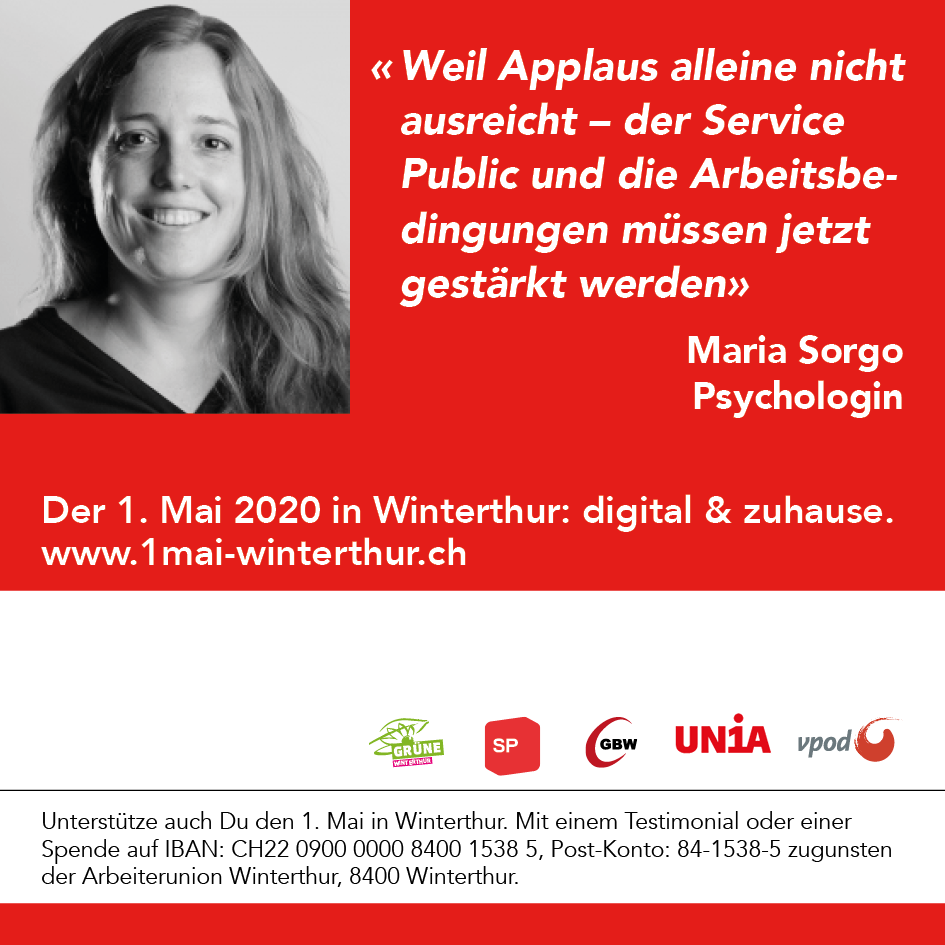 « Weil Applaus alleine nicht
ausreicht – der Service
Public und die Arbeitsbe-
dingungen müssen jetzt
gestärkt werden»
Maria Sorgo
Psychologin
Der 1. Mai 2020 in Winterthur: digital & zuhause.
www.1mai-winterthur.ch
GRÜNE
WINTERTHUR
SP
GBW
UNiA
vpod
Unterstütze auch Du den 1. Mai in Winterthur. Mit einem Testimonial oder einer
Spende auf IBAN: CH22 0900 0000 8400 1538 5, Post-Konto: 84-1538-5 zugunsten
der Arbeiterunion Winterthur, 8400 Winterthur.